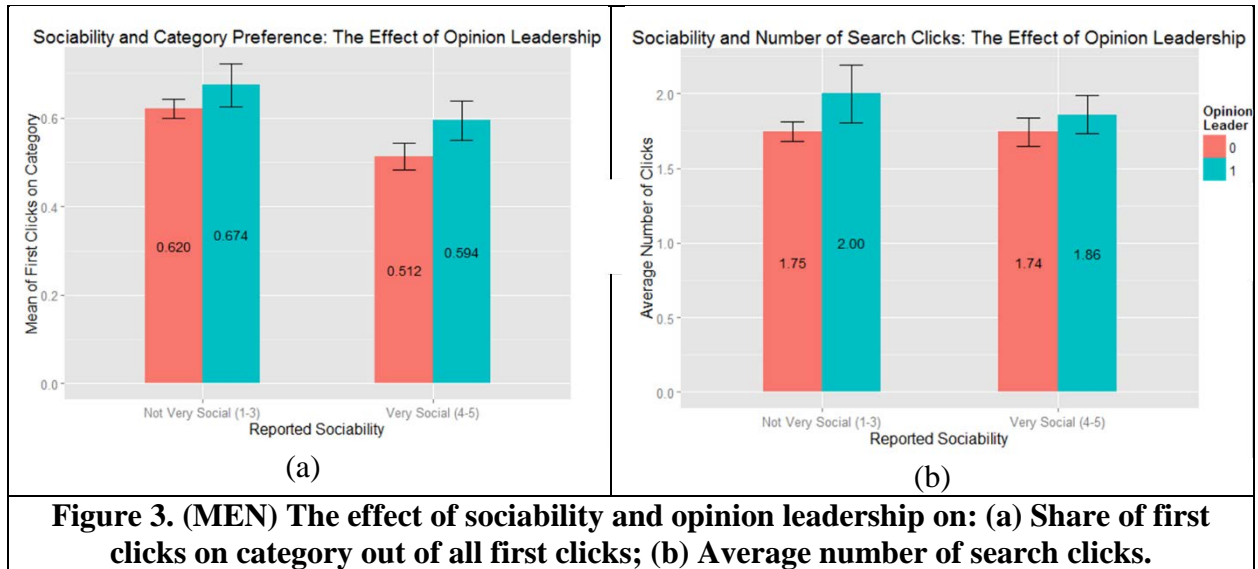 Sociability and Category Preference: The Effect of Opinion Leadership
Mean of First Clicks on Category
0.6
0.4
0.2
0.0
0.620
0.674
0.512
0.594
Not Very Social (1-3)
Very Social (4-5)
Reported Sociability
(a)
Sociability and Number of Search Clicks: The Effect of Opinion Leadership
Average Number of Clicks
2.0
1.5
1.0
0.5
0.0
1.75
2.00
1.74
1.86
Not Very Social (1-3)
Very Social (4-5)
Reported Sociability
Opinion
Leader
0
1
(b)
Figure 3. (MEN) The effect of sociability and opinion leadership on: (a) Share of first
clicks on category out of all first clicks; (b) Average number of search clicks.